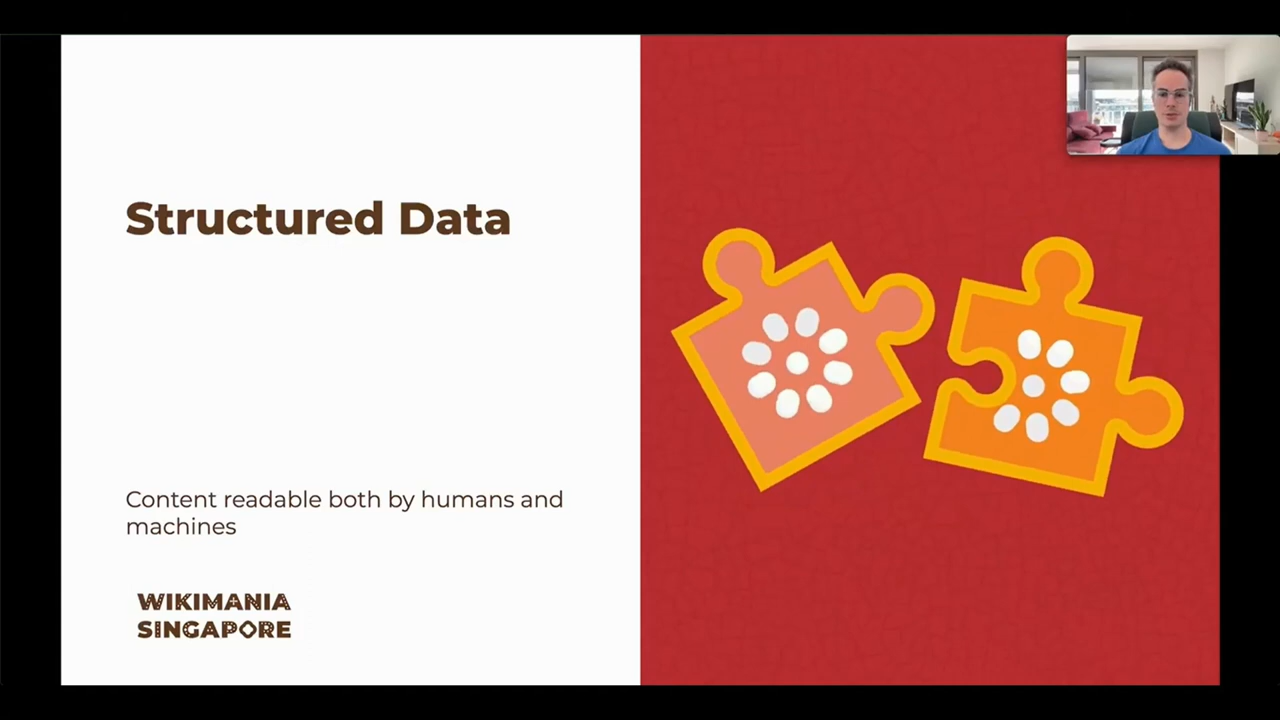 Structured Data
Content readable both by humans and
machines
WIKIMANIA
SINGAPORE